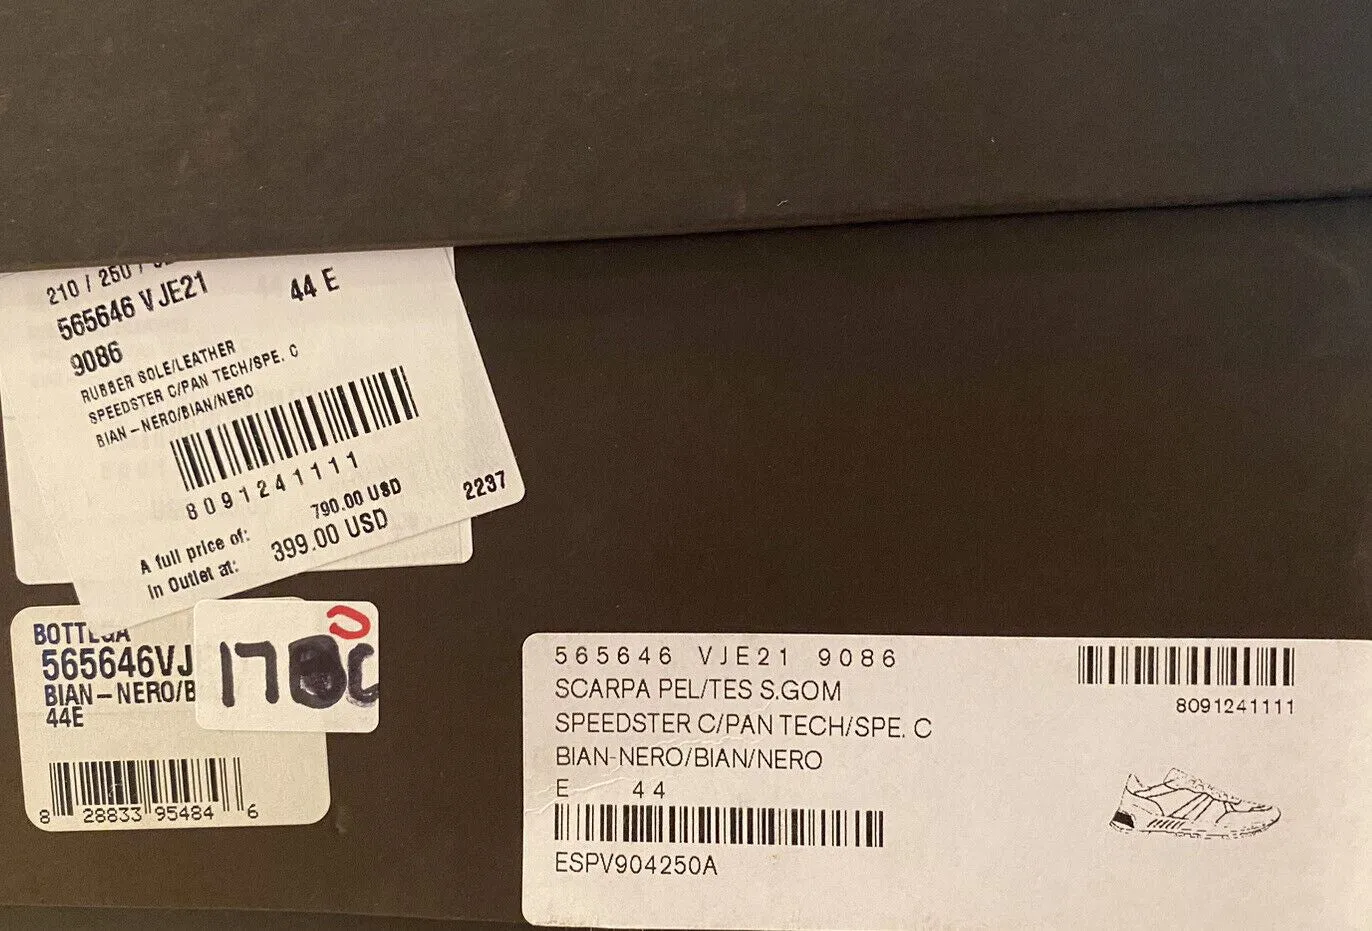 210 / 250 /
565646 VJE21 44 E
9086
RUBBER SOLE/LEATHER
SPEEDSTER C/PAN TECH/SPE. C
BIAN-NERO/BIAN/NERO
8091241111
A full price of: 790.00 USD
In Outlet at: 399.00 USD
2237
BOTTEGA
565646VJ
BIAN-NERO/B
44E
8 28833 95484 6
565646 VJE21 9086
SCARPA PEL/TES S.GOM
SPEEDSTER C/PAN TECH/SPE. C
BIAN-NERO/BIAN/NERO
E 44
ESPV904250A
8091241111